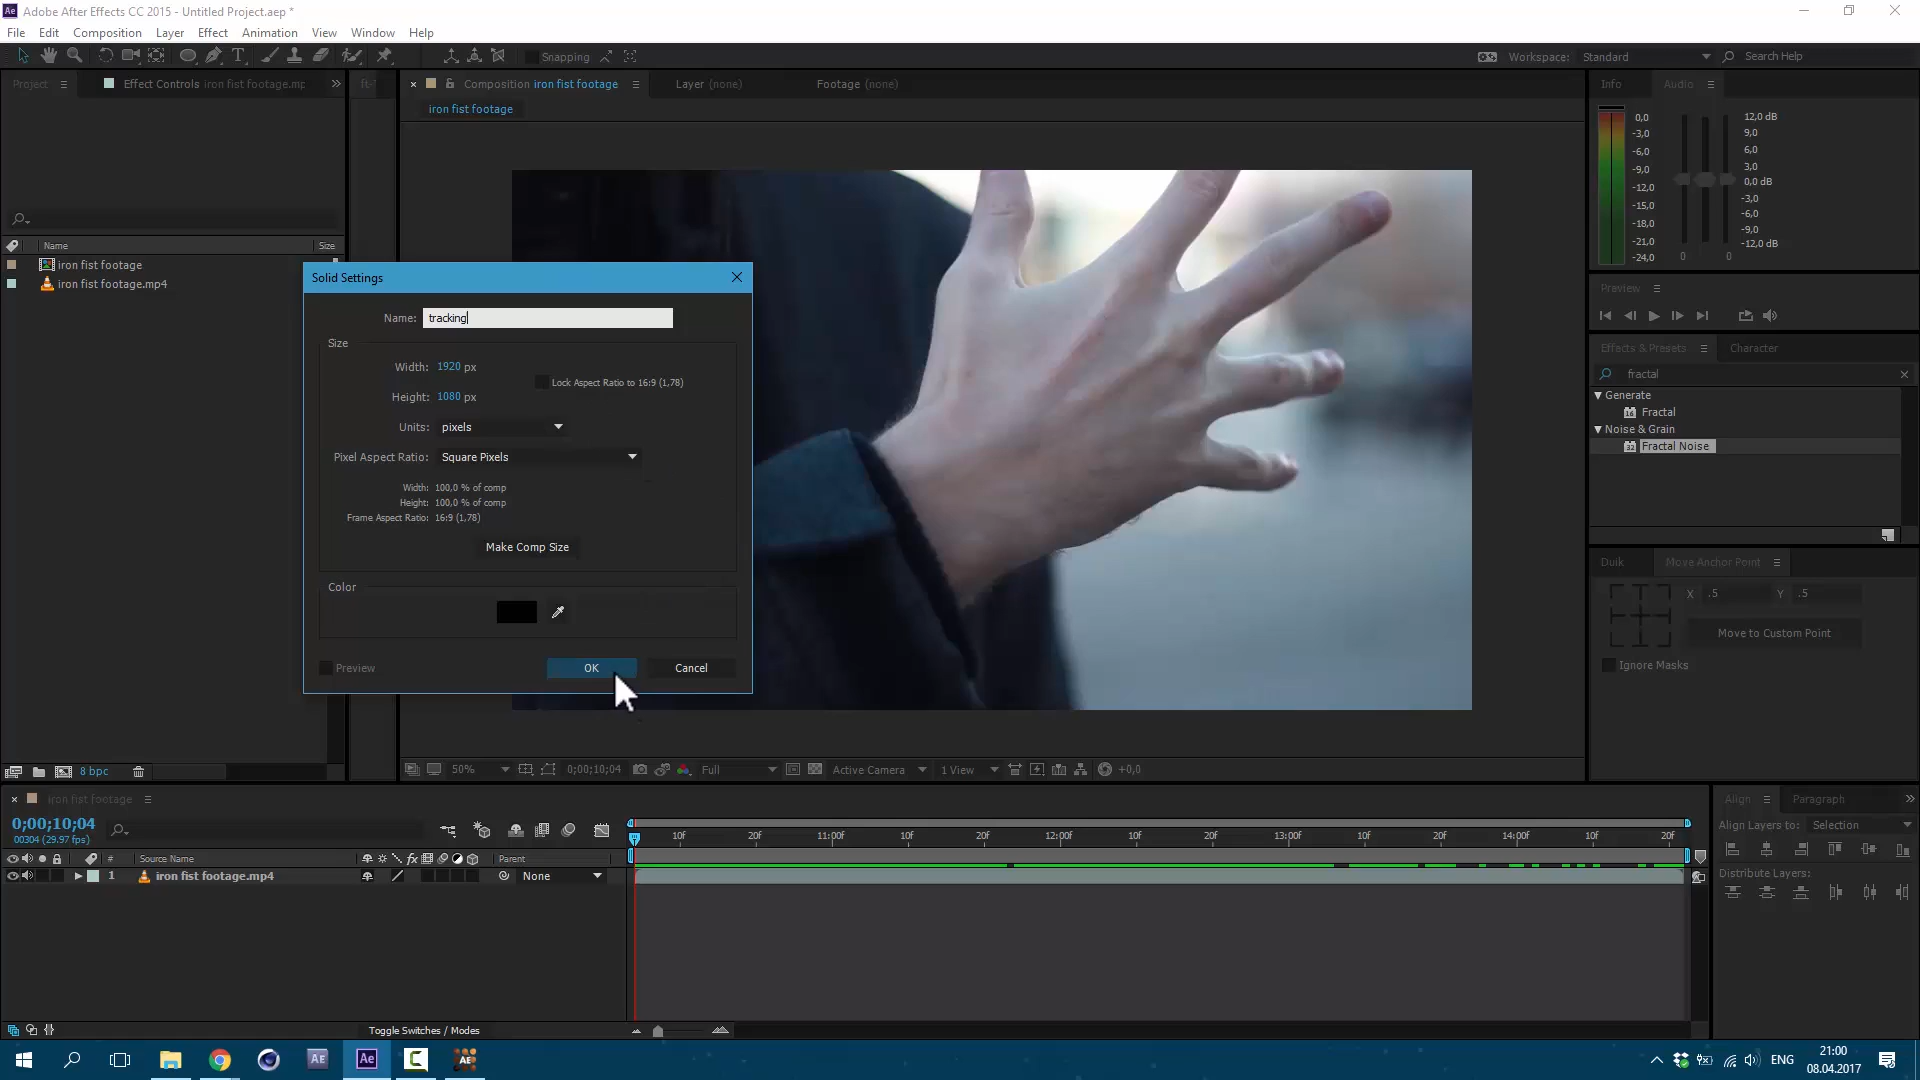 Ae Adobe After Effects CC 2015 - Untitled Project.aep *
File Edit Composition Layer Effect Animation View Window Help
Snapping Workspace: Standard Search Help
Project Effect Controls iron fist footage.mp
Composition iron fist footage Layer (none) Footage (none)
iron fist footage
Info Audio
0,0
-3,0
-6,0
-9,0
-12,0
-15,0
-18,0
-21,0
-24,0
12,0 dB
9,0
6,0
3,0
0,0 dB
-3,0
-6,0
-9,0
-12,0 dB
0 0
Name Size
iron fist footage
iron fist footage.mp4
Solid Settings
Name: tracking
Size
Width: 1920 px
Lock Aspect Ratio to 16:9 (1,78)
Height: 1080 px
Units: pixels
Pixel Aspect Ratio: Square Pixels
Width: 100,0 % of comp
Height: 100,0 % of comp
Frame Aspect Ratio: 16:9 (1,78)
Make Comp Size
Color
Preview OK Cancel
Preview
Effects & Presets Character
fractal
Generate
Fractal
Noise & Grain
Fractal Noise
Duik Move Anchor Point
X .5 Y .5
Move to Custom Point
Ignore Masks
8 bpc
50% 0;00;10;04 Full Active Camera 1 View +0,0
iron fist footage
0;00;10;04
00304 (29.97 fps)
10f 20f 11:00f 10f 20f 12:00f 10f 20f 13:00f 10f 20f 14:00f 10f 20f
# Source Name Parent
1 iron fist footage.mp4 None
Toggle Switches / Modes
Align Paragraph
Align Layers to: Selection
Distribute Layers:
Ae Ae AE
ENG
21:00
08.04.2017